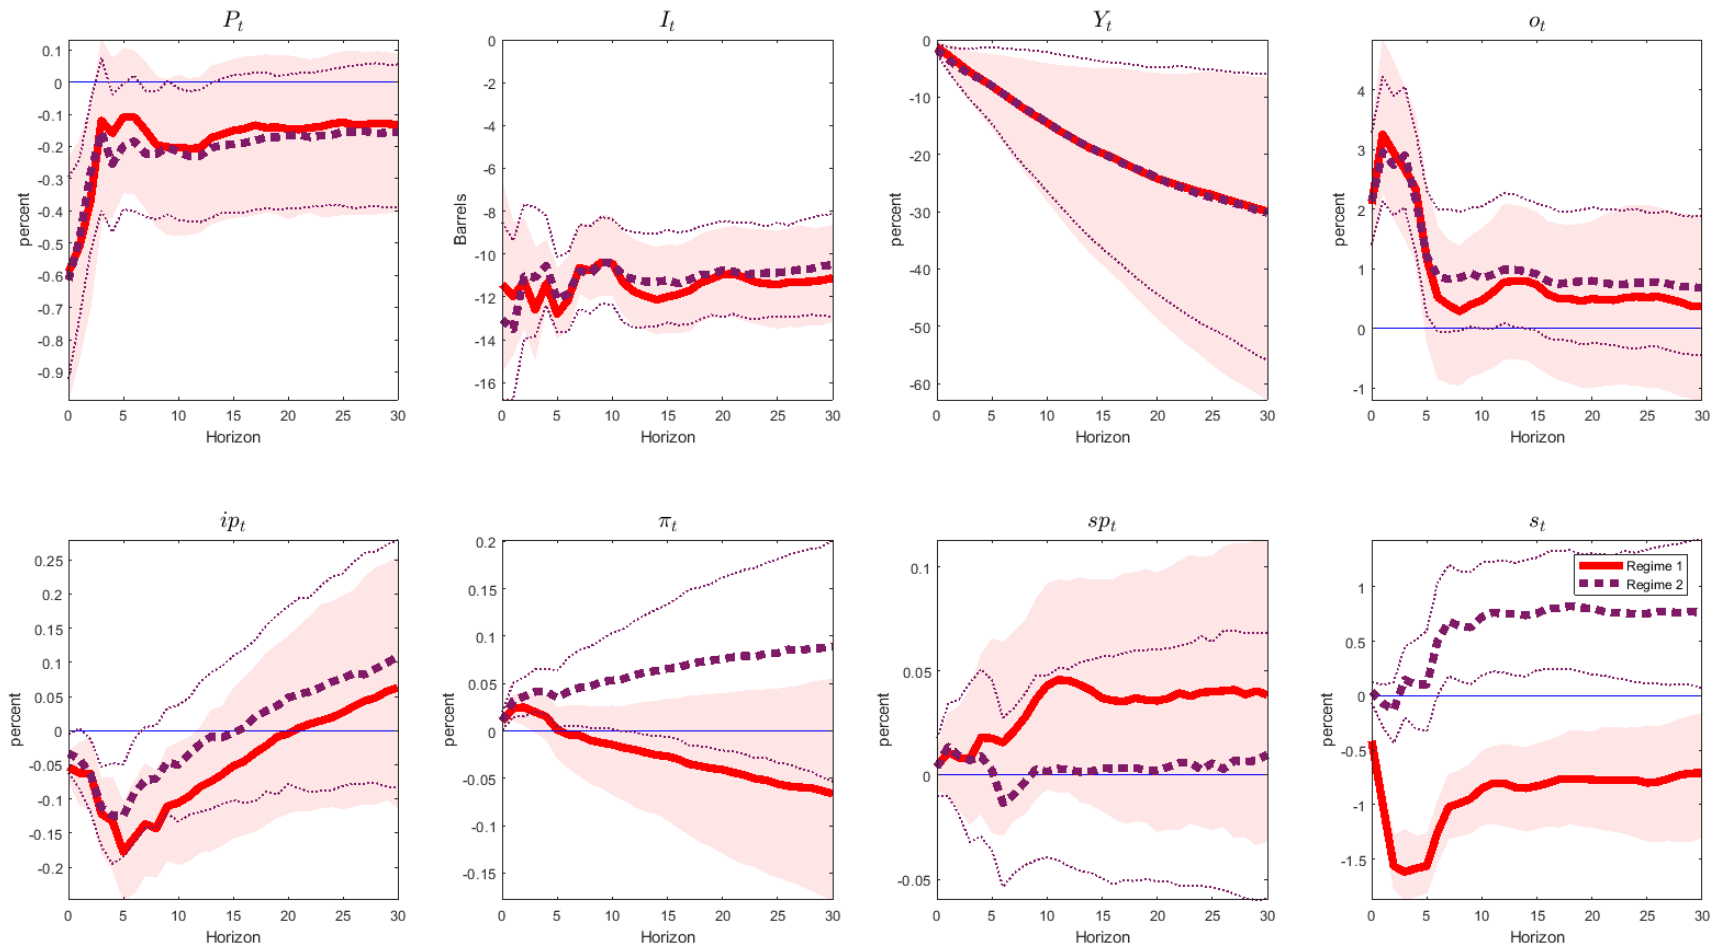 P_t
I_t
Y_t
o_t
percent
0.1
0
-0.1
-0.2
-0.3
-0.4
-0.5
-0.6
-0.7
-0.8
-0.9
0 5 10 15 20 25 30
Horizon
Barrels
0
-2
-4
-6
-8
-10
-12
-14
-16
0 5 10 15 20 25 30
Horizon
percent
0
-10
-20
-30
-40
-50
-60
0 5 10 15 20 25 30
Horizon
percent
4
3
2
1
0
-1
0 5 10 15 20 25 30
Horizon
ip_t
π_t
sp_t
s_t
percent
0.25
0.2
0.15
0.1
0.05
0
-0.05
-0.1
-0.15
-0.2
0 5 10 15 20 25 30
Horizon
percent
0.2
0.15
0.1
0.05
0
-0.05
-0.1
-0.15
0 5 10 15 20 25 30
Horizon
percent
0.1
0.05
0
-0.05
0 5 10 15 20 25 30
Horizon
percent
1
0.5
0
-0.5
-1
-1.5
0 5 10 15 20 25 30
Horizon
Regime 1
Regime 2